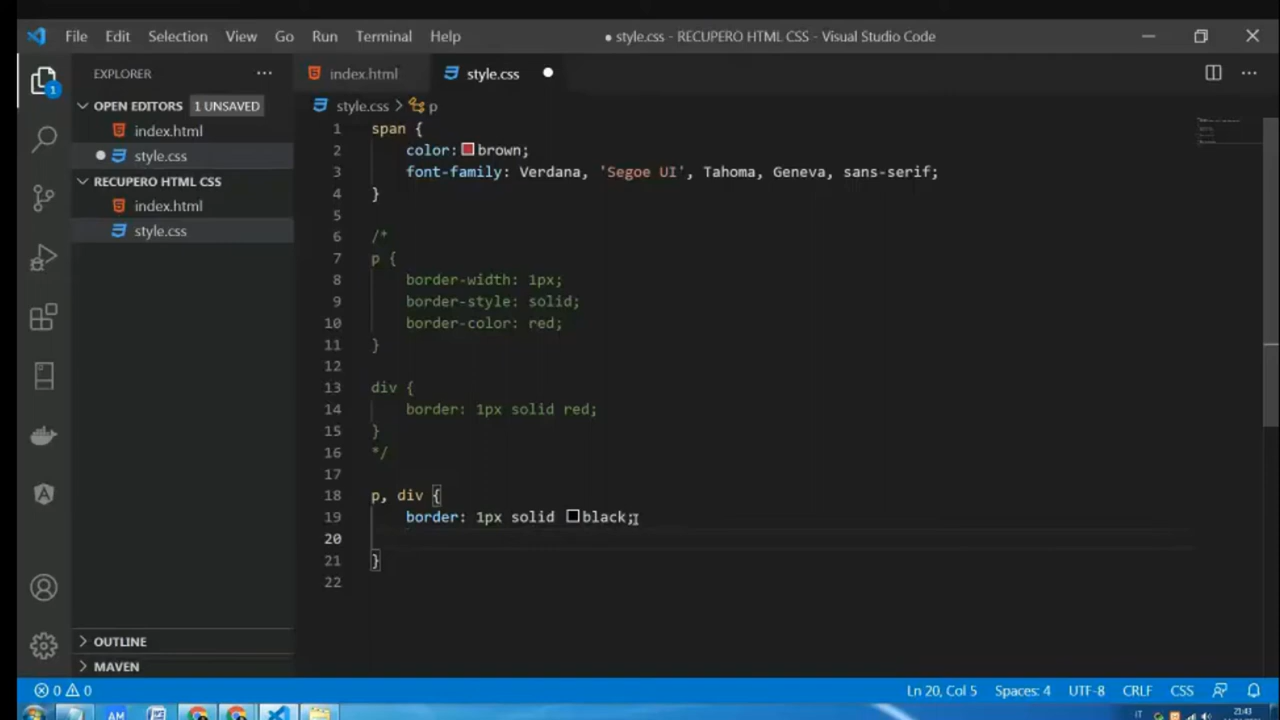 File Edit Selection View Go Run Terminal Help
● style.css - RECUPERO HTML CSS - Visual Studio Code
EXPLORER
index.html
style.css
OPEN EDITORS 1 UNSAVED
index.html
style.css
RECUPERO HTML CSS
index.html
style.css
OUTLINE
MAVEN
1
style.css > p
1 span {
2 color: brown;
3 font-family: Verdana, 'Segoe UI', Tahoma, Geneva, sans-serif;
4 }
5
6 /*
7 p {
8 border-width: 1px;
9 border-style: solid;
10 border-color: red;
11 }
12
13 div {
14 border: 1px solid red;
15 }
16 */
17
18 p, div {
19 border: 1px solid black;
20
21 }
22
0 0
Ln 20, Col 5 Spaces: 4 UTF-8 CRLF CSS
AM
IT 21:43